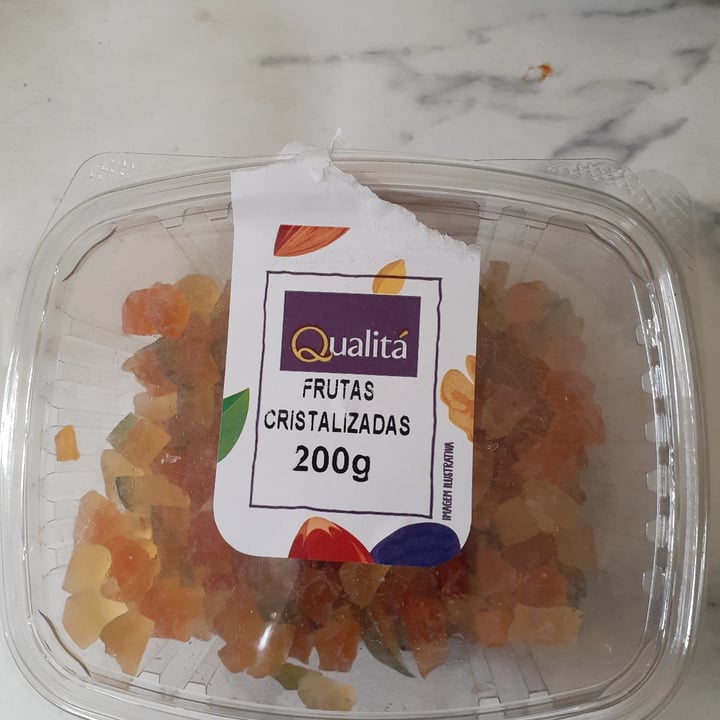 Qualitá
FRUTAS
CRISTALIZADAS
200g
IMAGEM ILUSTRATIVA